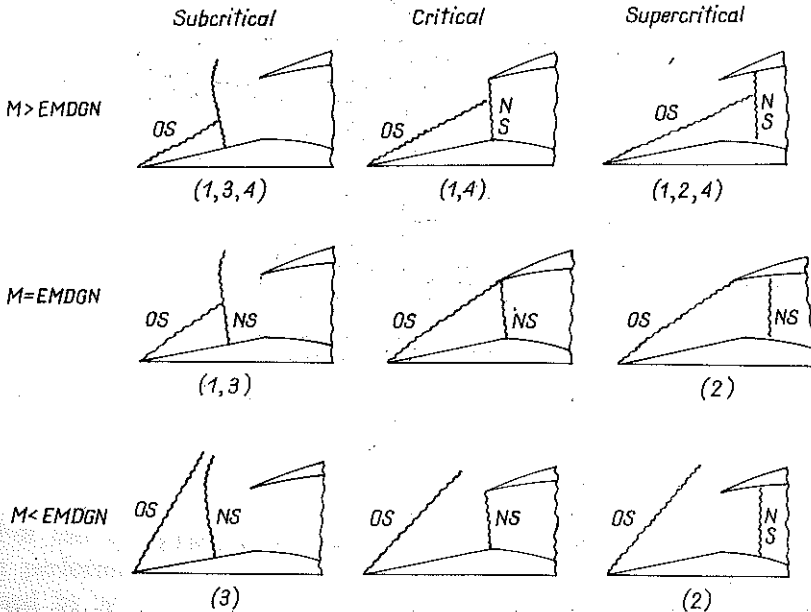 Subcritical Critical Supercritical
M>EMDGN
OS
OS
N
S
OS
N
S
(1,3,4) (1,4) (1,2,4)
M=EMDGN
OS NS
OS NS
OS NS
(1,3) (2)
M<EMDGN
OS NS
OS NS
OS
N
S
(3) (2)